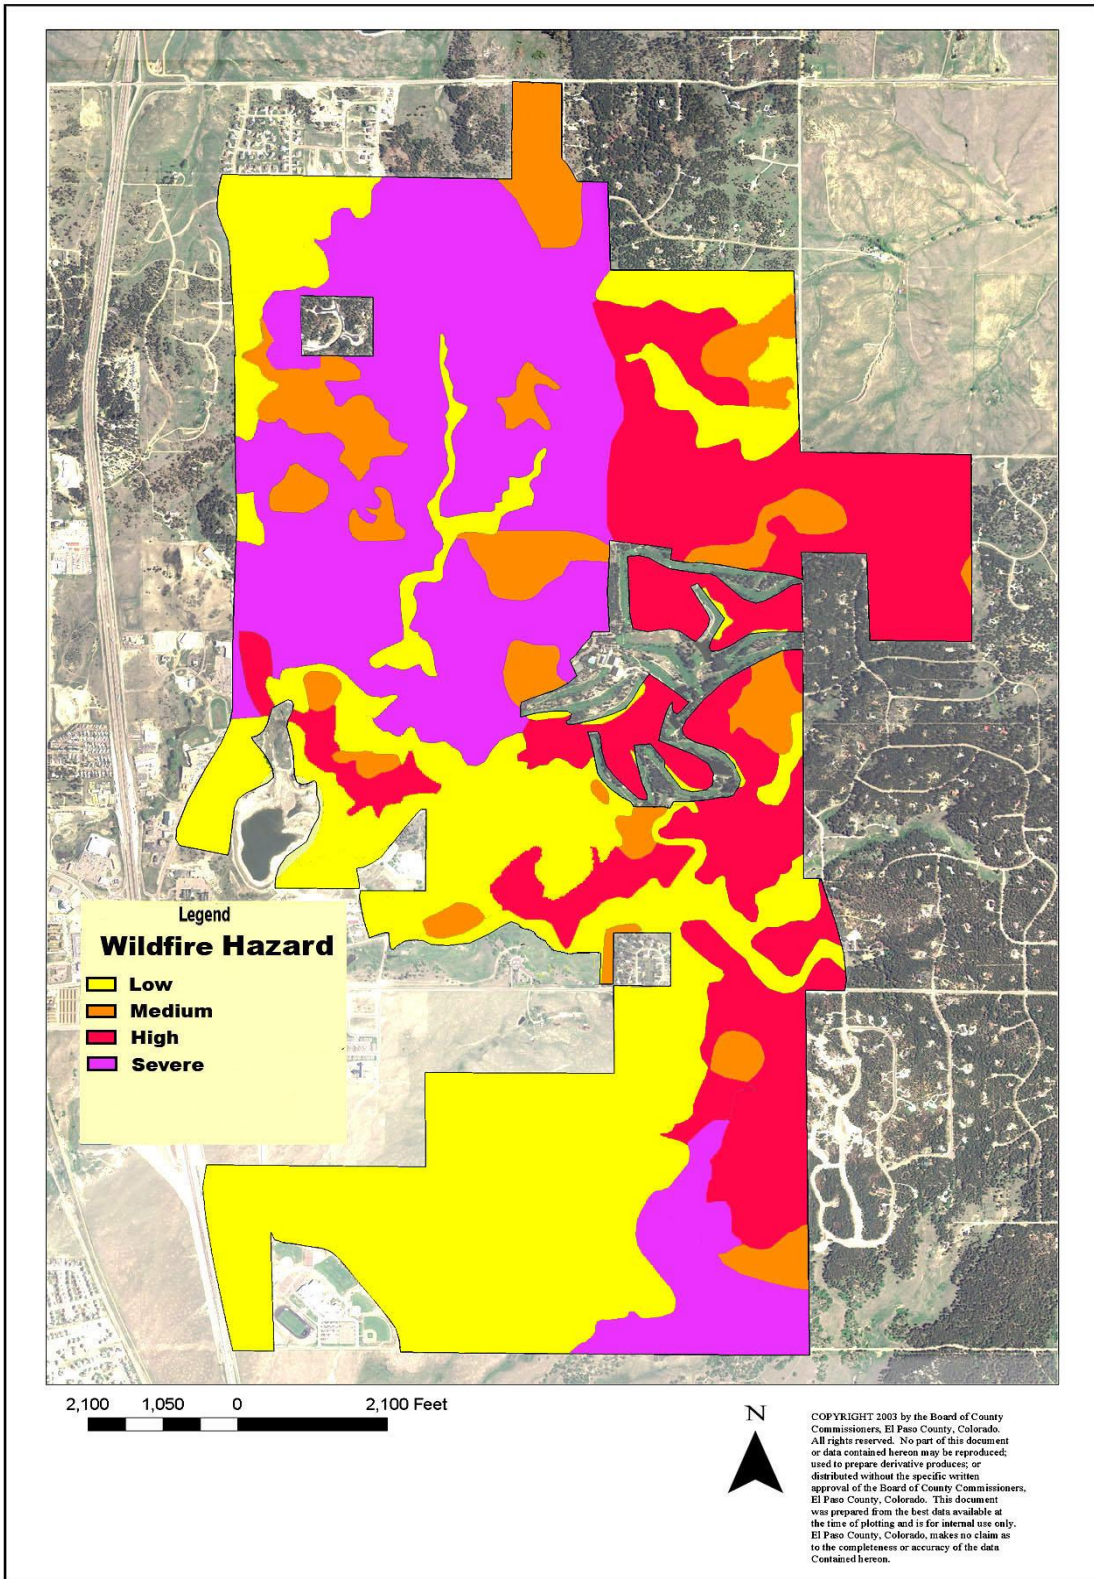 Legend
Wildfire Hazard
Low
Medium
High
Severe
2,100 1,050 0 2,100 Feet
N
COPYRIGHT 2003 by the Board of County
Commissioners, El Paso County, Colorado.
All rights reserved. No part of this document
or data contained hereon may be reproduced;
used to prepare derivative produces; or
distributed without the specific written
approval of the Board of County Commissioners,
El Paso County, Colorado. This document
was prepared from the best data available at
the time of plotting and is for internal use only.
El Paso County, Colorado, makes no claim as
to the completeness or accuracy of the data
Contained hereon.